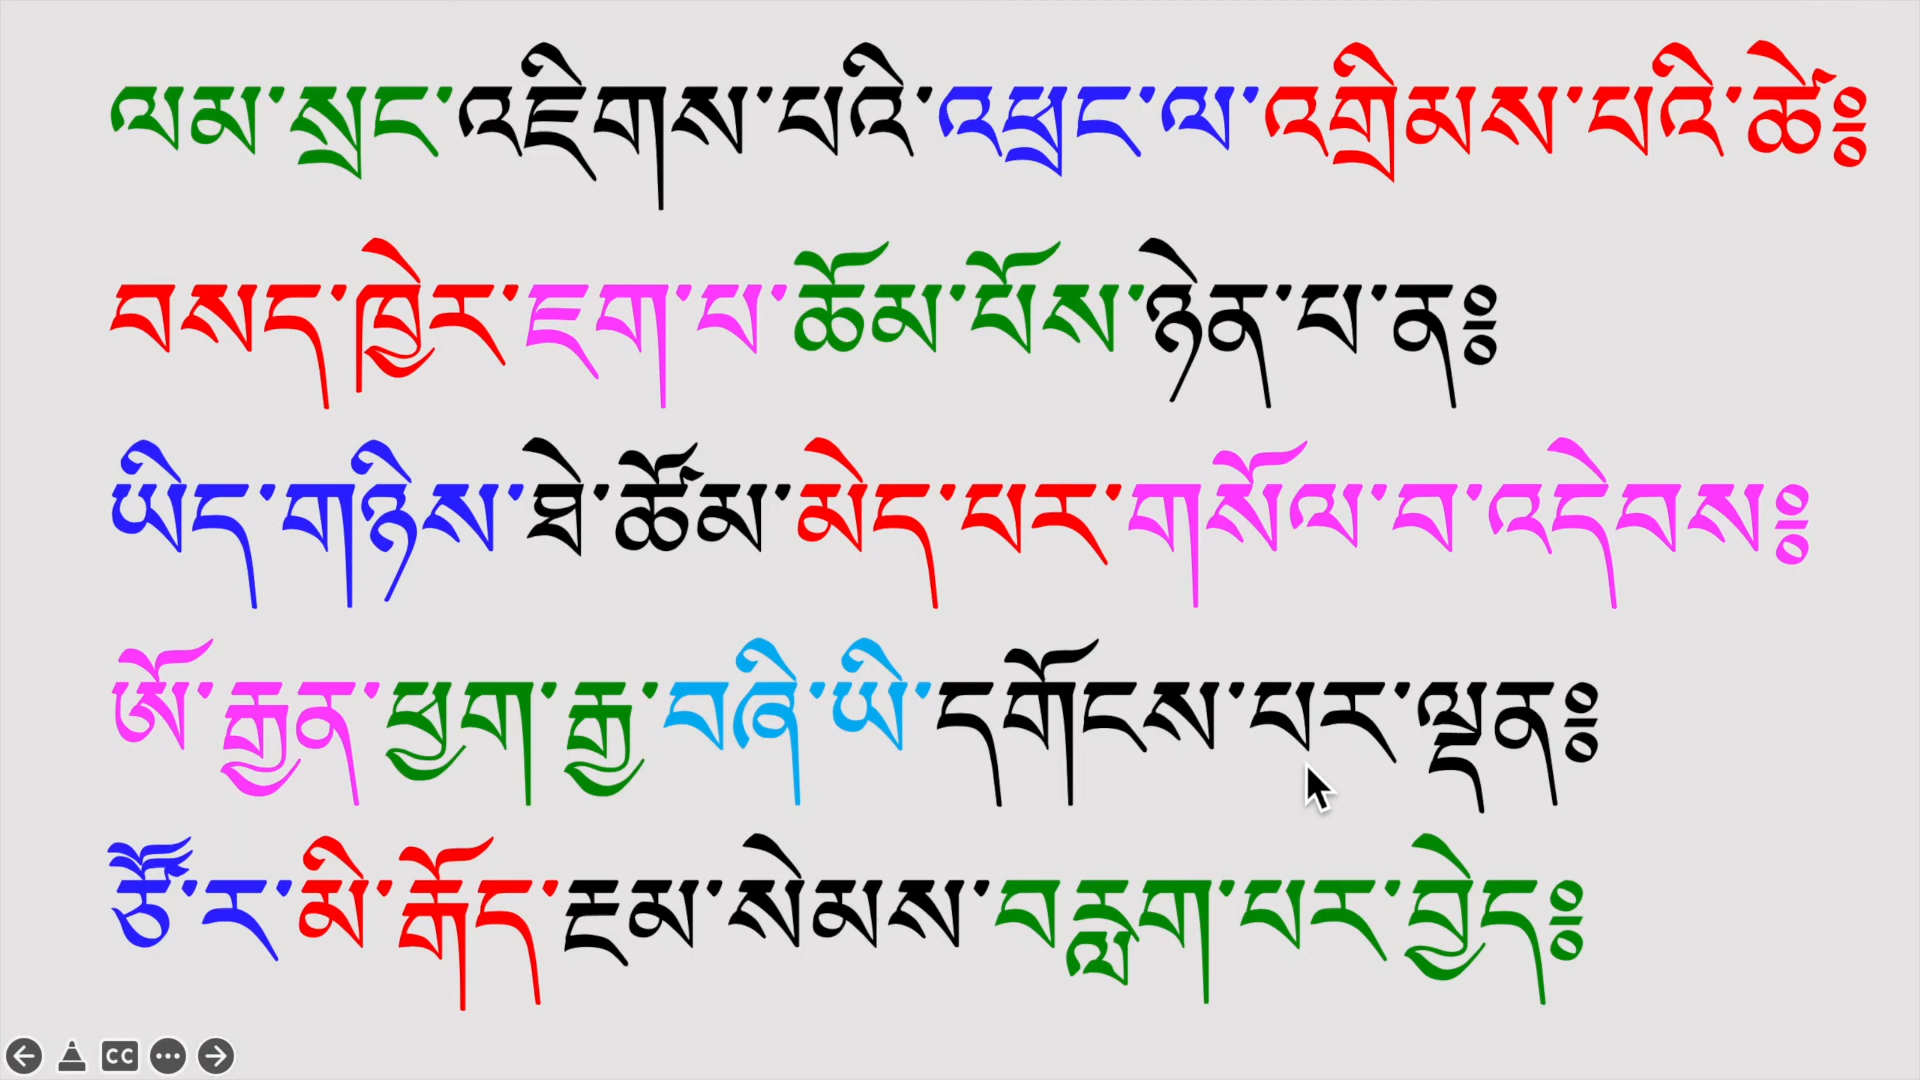 ལམ་སྲང་འཇིགས་པའི་འཕྲང་ལ་འགྲིམས་པའི་ཚེ༔
བསད་ཁྱེར་ཇག་པ་ཆོམ་པོས་ཉེན་པ་ན༔
ཡིད་གཉིས་ཐེ་ཚོམ་མེད་པར་གསོལ་བ་འདེབས༔
ཨོ་རྒྱན་ཕྱག་རྒྱ་བཞི་ཡི་དགོངས་པར་ལྡན༔
ཙཽ་ར་མི་རྒོད་རྔམ་སེམས་བརླག་པར་བྱེད༔
CC